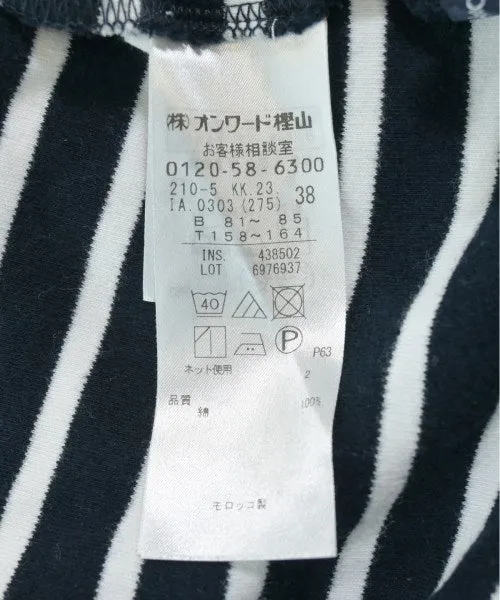 (株)オンワード樫山
お客様相談室
0120-58-6300
210-5 KK.23.
IA.0303(275) 38
B 81~ 85
T158~164
INS. 438502
LOT 6976937
40
P
P63
ネット使用
2
品質
綿 100%
モロッコ製